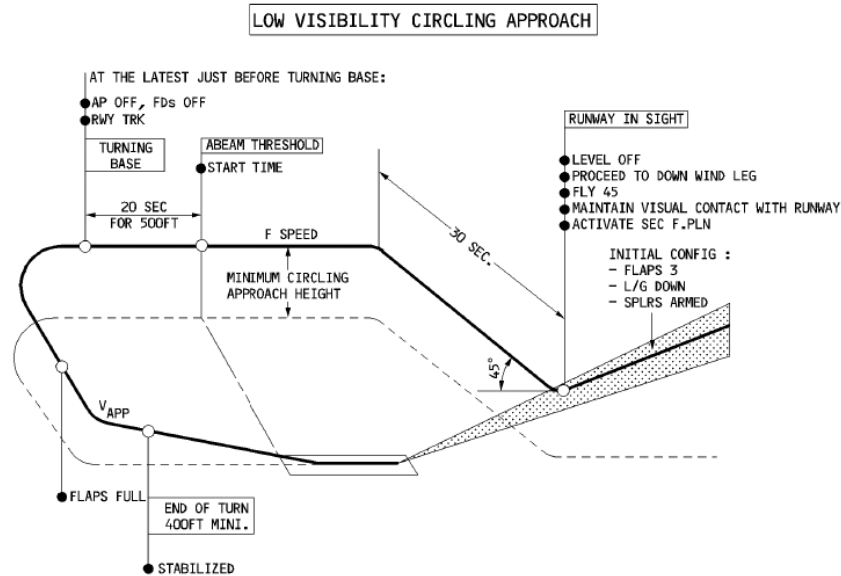 LOW VISIBILITY CIRCLING APPROACH
AT THE LATEST JUST BEFORE TURNING BASE:
AP OFF, FDs OFF
RWY TRK
TURNING
BASE
ABEAM THRESHOLD
START TIME
RUNWAY IN SIGHT
LEVEL OFF
PROCEED TO DOWN WIND LEG
FLY 45
MAINTAIN VISUAL CONTACT WITH RUNWAY
ACTIVATE SEC F.PLN
20 SEC
FOR 500FT
F SPEED
30 SEC.
MINIMUM CIRCLING
APPROACH HEIGHT
INITIAL CONFIG :
- FLAPS 3
- L/G DOWN
- SPLRS ARMED
45°
VAPP
FLAPS FULL
END OF TURN
400FT MINI.
STABILIZED